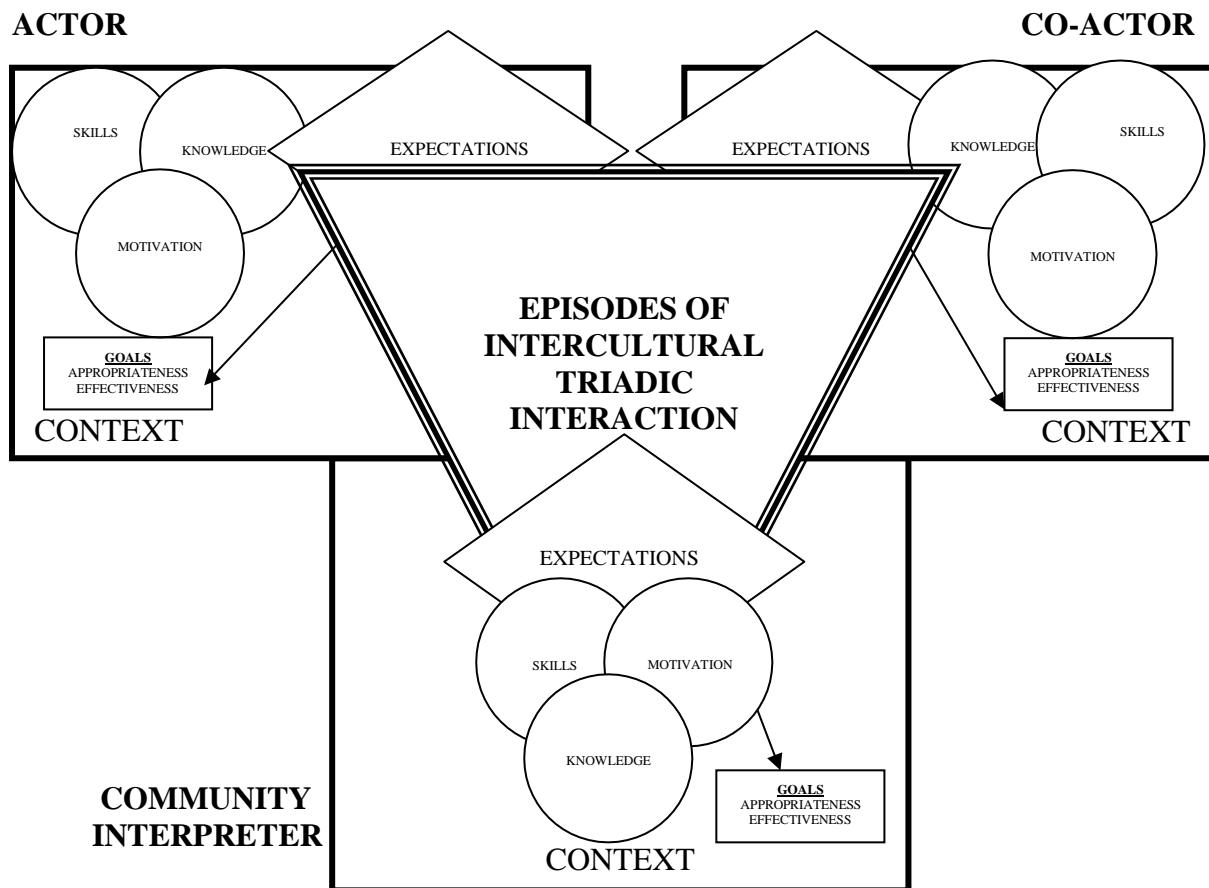 ACTOR
CO-ACTOR
SKILLS
KNOWLEDGE
EXPECTATIONS
EXPECTATIONS
KNOWLEDGE
SKILLS
MOTIVATION
MOTIVATION
GOALS
APPROPRIATENESS
EFFECTIVENESS
CONTEXT
EPISODES OF
INTERCULTURAL
TRIADIC
INTERACTION
GOALS
APPROPRIATENESS
EFFECTIVENESS
CONTEXT
EXPECTATIONS
SKILLS
MOTIVATION
KNOWLEDGE
GOALS
APPROPRIATENESS
EFFECTIVENESS
COMMUNITY
INTERPRETER
CONTEXT